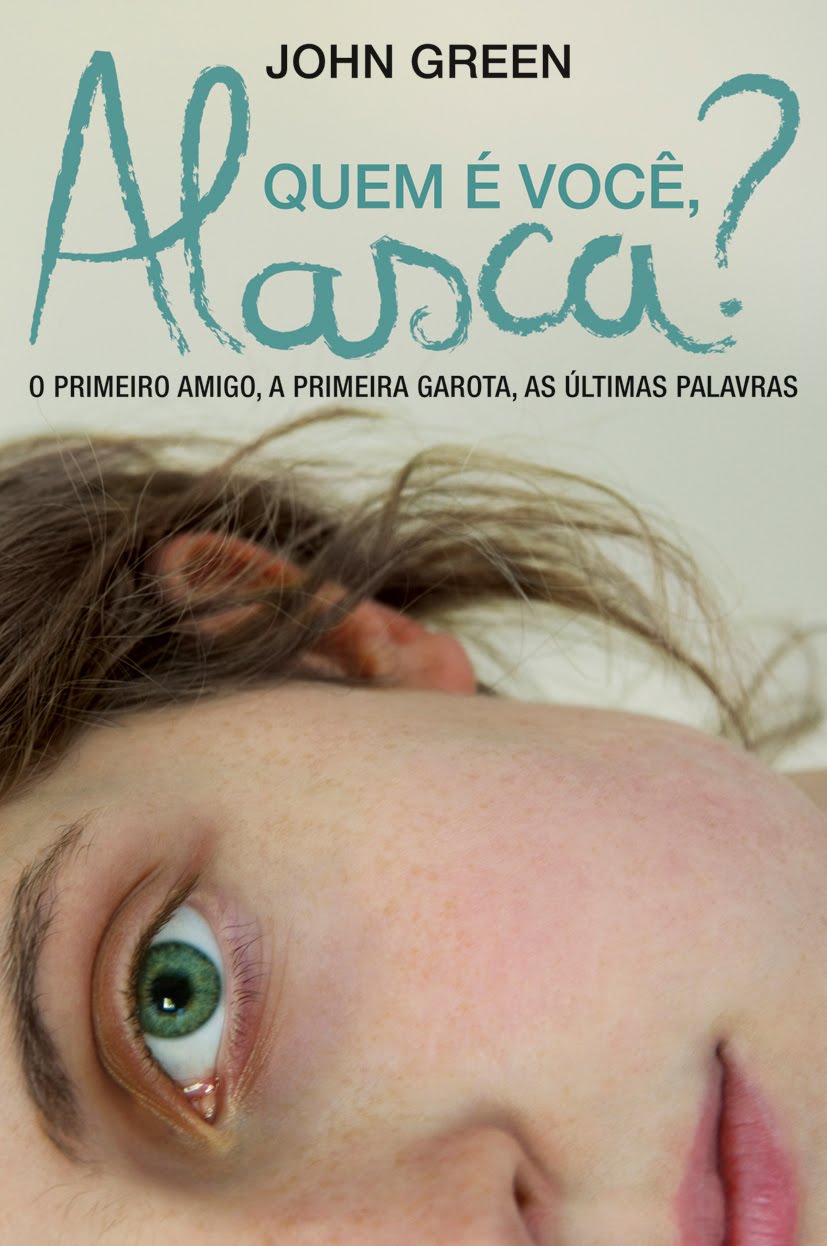 JOHN GREEN
QUEM É VOCÊ,
Alasca?
O PRIMEIRO AMIGO, A PRIMEIRA GAROTA, AS ÚLTIMAS PALAVRAS